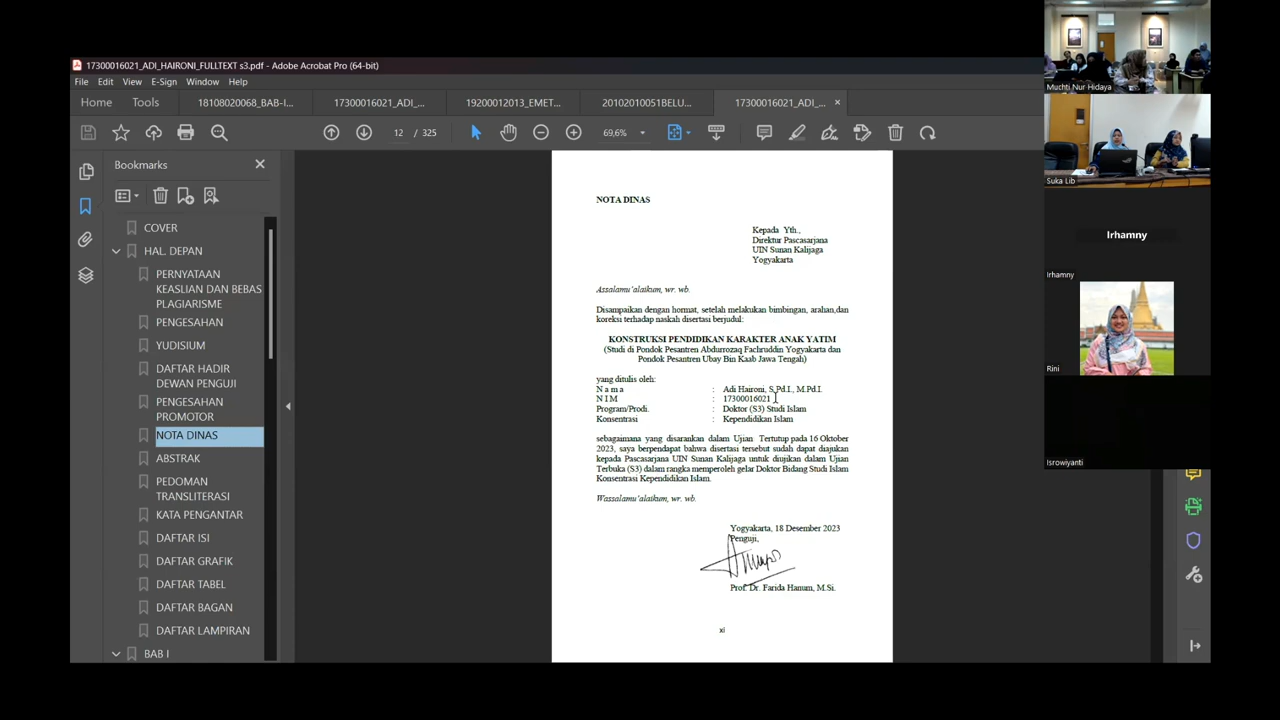 17300016021_ADI_HAIRONI_FULLTEXT s3.pdf - Adobe Acrobat Pro (64-bit)
File Edit View E-Sign Window Help
Home Tools 18108020068_BAB-I... 17300016021_ADI_... 19200012013_EMET... 20102010051BELU... 17300016021_ADI_... ×
12 / 325 69,6%
Bookmarks
COVER
HAL. DEPAN
PERNYATAAN
KEASLIAN DAN BEBAS
PLAGIARISME
PENGESAHAN
YUDISIUM
DAFTAR HADIR
DEWAN PENGUJI
PENGESAHAN
PROMOTOR
NOTA DINAS
ABSTRAK
PEDOMAN
TRANSLITERASI
KATA PENGANTAR
DAFTAR ISI
DAFTAR GRAFIK
DAFTAR TABEL
DAFTAR BAGAN
DAFTAR LAMPIRAN
BAB I
NOTA DINAS
Kepada Yth.,
Direktur Pascasarjana
UIN Sunan Kalijaga
Yogyakarta
Assalamu'alaikum, wr. wb.
Disampaikan dengan hormat, setelah melakukan bimbingan, arahan,dan
koreksi terhadap naskah disertasi berjudul:
KONSTRUKSI PENDIDIKAN KARAKTER ANAK YATIM
(Studi di Pondok Pesantren Abdurrozaq Fachruddin Yogyakarta dan
Pondok Pesantren Ubay Bin Kaab Jawa Tengah)
yang ditulis oleh:
N a m a : Adi Haironi, S.Pd.I., M.Pd.I.
N I M : 17300016021
Program/Prodi. : Doktor (S3) Studi Islam
Konsentrasi : Kependidikan Islam
sebagaimana yang disarankan dalam Ujian Tertutup pada 16 Oktober
2023, saya berpendapat bahwa disertasi tersebut sudah dapat diajukan
kepada Pascasarjana UIN Sunan Kalijaga untuk diujikan dalam Ujian
Terbuka (S3) dalam rangka memperoleh gelar Doktor Bidang Studi Islam
Konsentrasi Kependidikan Islam.
Wassalamu'alaikum, wr. wb.
Yogyakarta, 18 Desember 2023
Penguji,
Prof. Dr. Farida Hanum, M.Si.
xi
Muchti Nur Hidaya
Suka Lib
Irhamny
Irhamny
Rini
Isrowiyanti